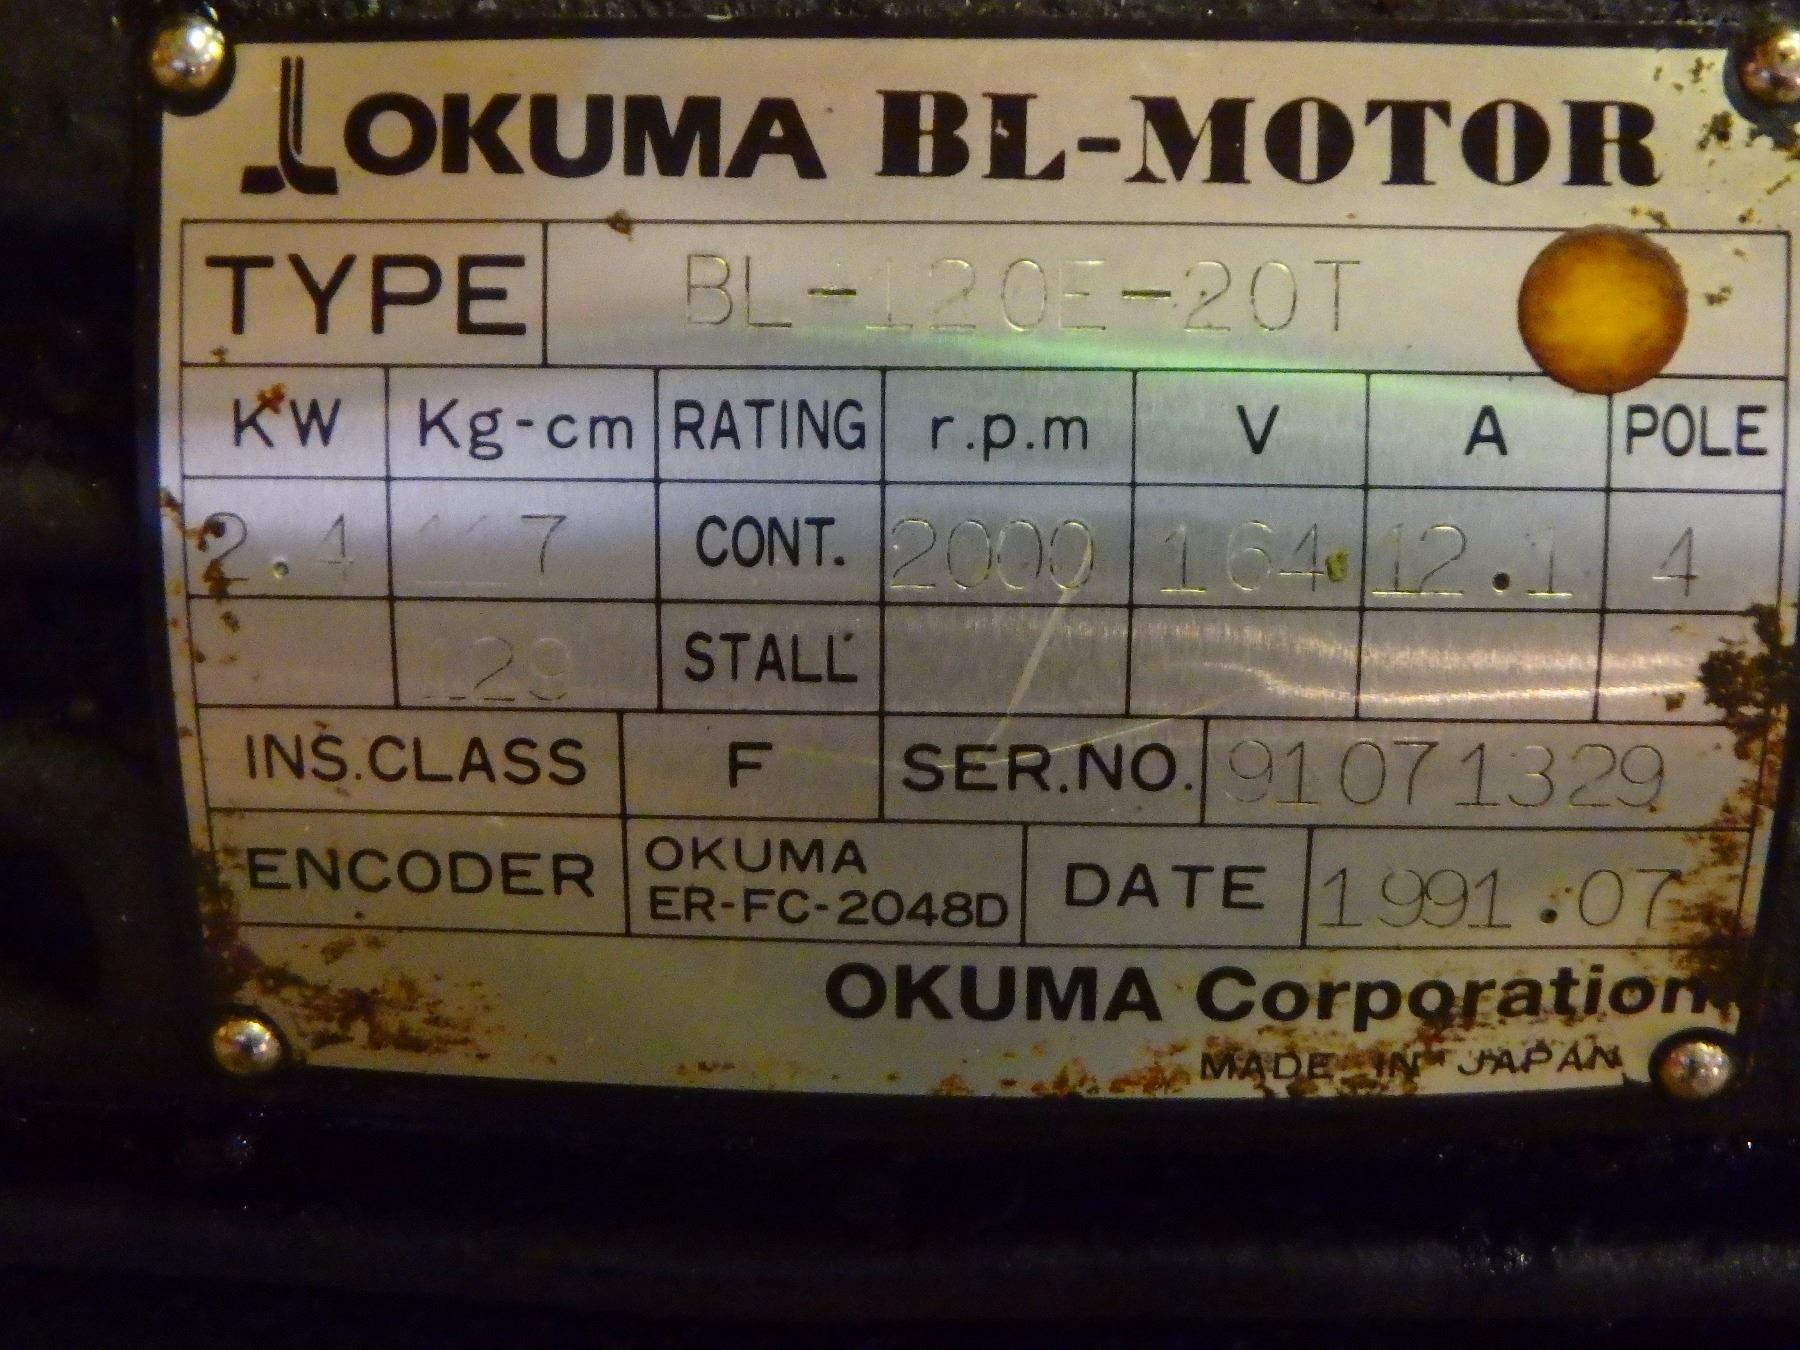 OKUMA BL-MOTOR
TYPE BL-120E-20T
KW Kg-cm RATING r.p.m V A POLE
2.4 117 CONT. 2000 164 12.1 4
129 STALL
INS.CLASS F SER.NO. 91071329
ENCODER OKUMA ER-FC-2048D DATE 1991.07
OKUMA Corporation
MADE IN JAPAN